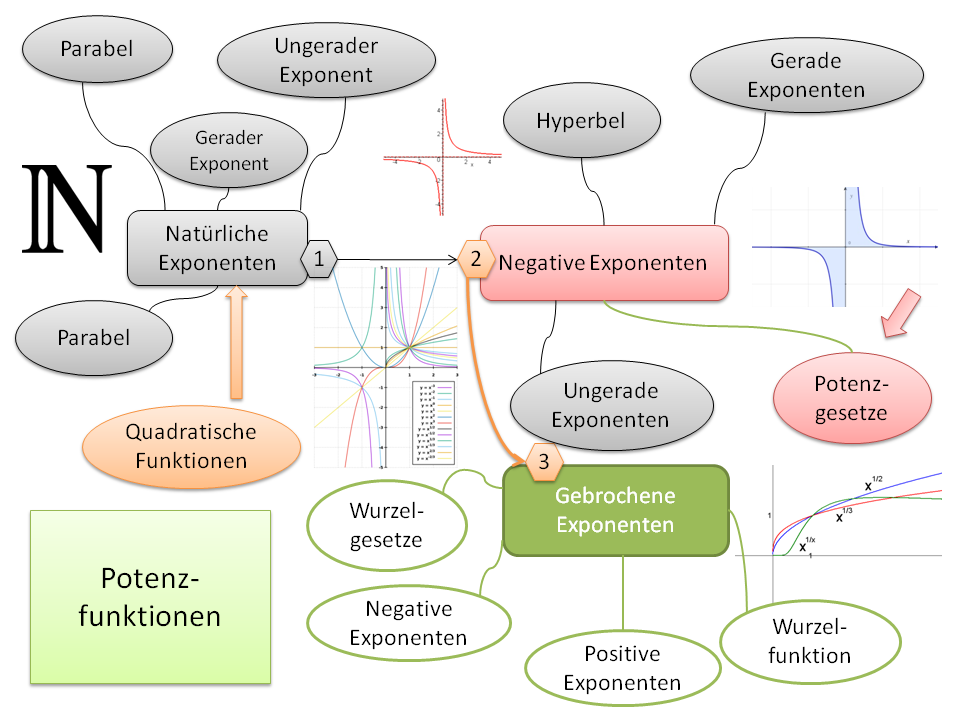 Parabel
Ungerader
Exponent
Gerade
Exponenten
Hyperbel
Gerader
Exponent
ℕ
Natürliche
Exponenten
1
2
Negative Exponenten
Parabel
Potenz-
gesetze
Ungerade
Exponenten
Quadratische
Funktionen
3
Gebrochene
Exponenten
Wurzel-
gesetze
x^1/2
x^1/3
x^1/x
1
1
Potenz-
funktionen
Negative
Exponenten
Positive
Exponenten
Wurzel-
funktion